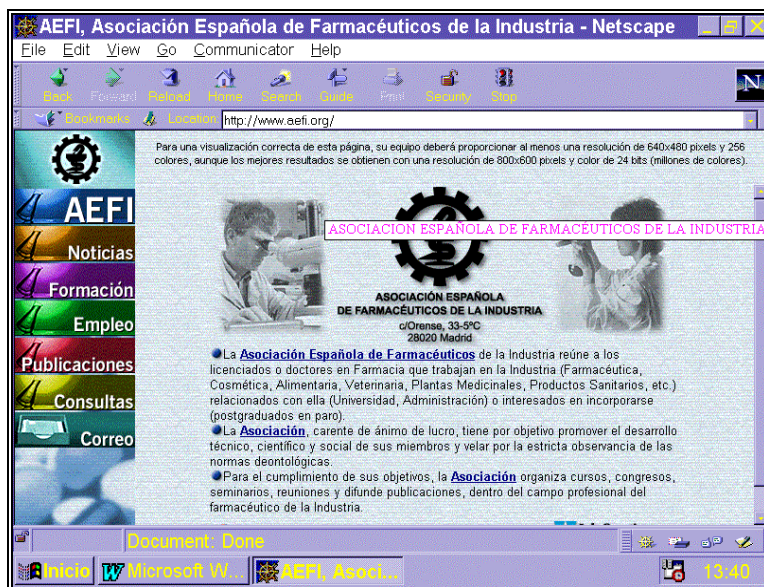 AEFI, Asociación Española de Farmacéuticos de la Industria - Netscape
File Edit View Go Communicator Help
Back Forward Reload Home Search Guide Print Security Stop
N
Bookmarks Location http://www.aefi.org/
Para una visualización correcta de esta página, su equipo deberá proporcionar al menos una resolución de 640x480 pixels y 256
colores, aunque los mejores resultados se obtienen con una resolución de 800x600 pixels y color de 24 bits (millones de colores).
AEFI
Noticias
Formación
Empleo
Publicaciones
Consultas
Correo
ASOCIACION ESPAÑOLA DE FARMACÉUTICOS DE LA INDUSTRIA
ASOCIACIÓN ESPAÑOLA
DE FARMACÉUTICOS DE LA INDUSTRIA
c/Orense, 33-5ºC
28020 Madrid
La Asociación Española de Farmacéuticos de la Industria reúne a los
licenciados o doctores en Farmacia que trabajan en la Industria (Farmacéutica,
Cosmética, Alimentaria, Veterinaria, Plantas Medicinales, Productos Sanitarios, etc.)
relacionados con ella (Universidad, Administración) o interesados en incorporarse
(postgraduados en paro).
La Asociación, carente de ánimo de lucro, tiene por objetivo promover el desarrollo
técnico, científico y social de sus miembros y velar por la estricta observancia de las
normas deontológicas.
Para el cumplimiento de sus objetivos, la Asociación organiza cursos, congresos,
seminarios, reuniones y difunde publicaciones, dentro del campo profesional del
farmacéutico de la Industria.
Document: Done
Inicio Microsoft W... AEFI, Asoci... 13:40